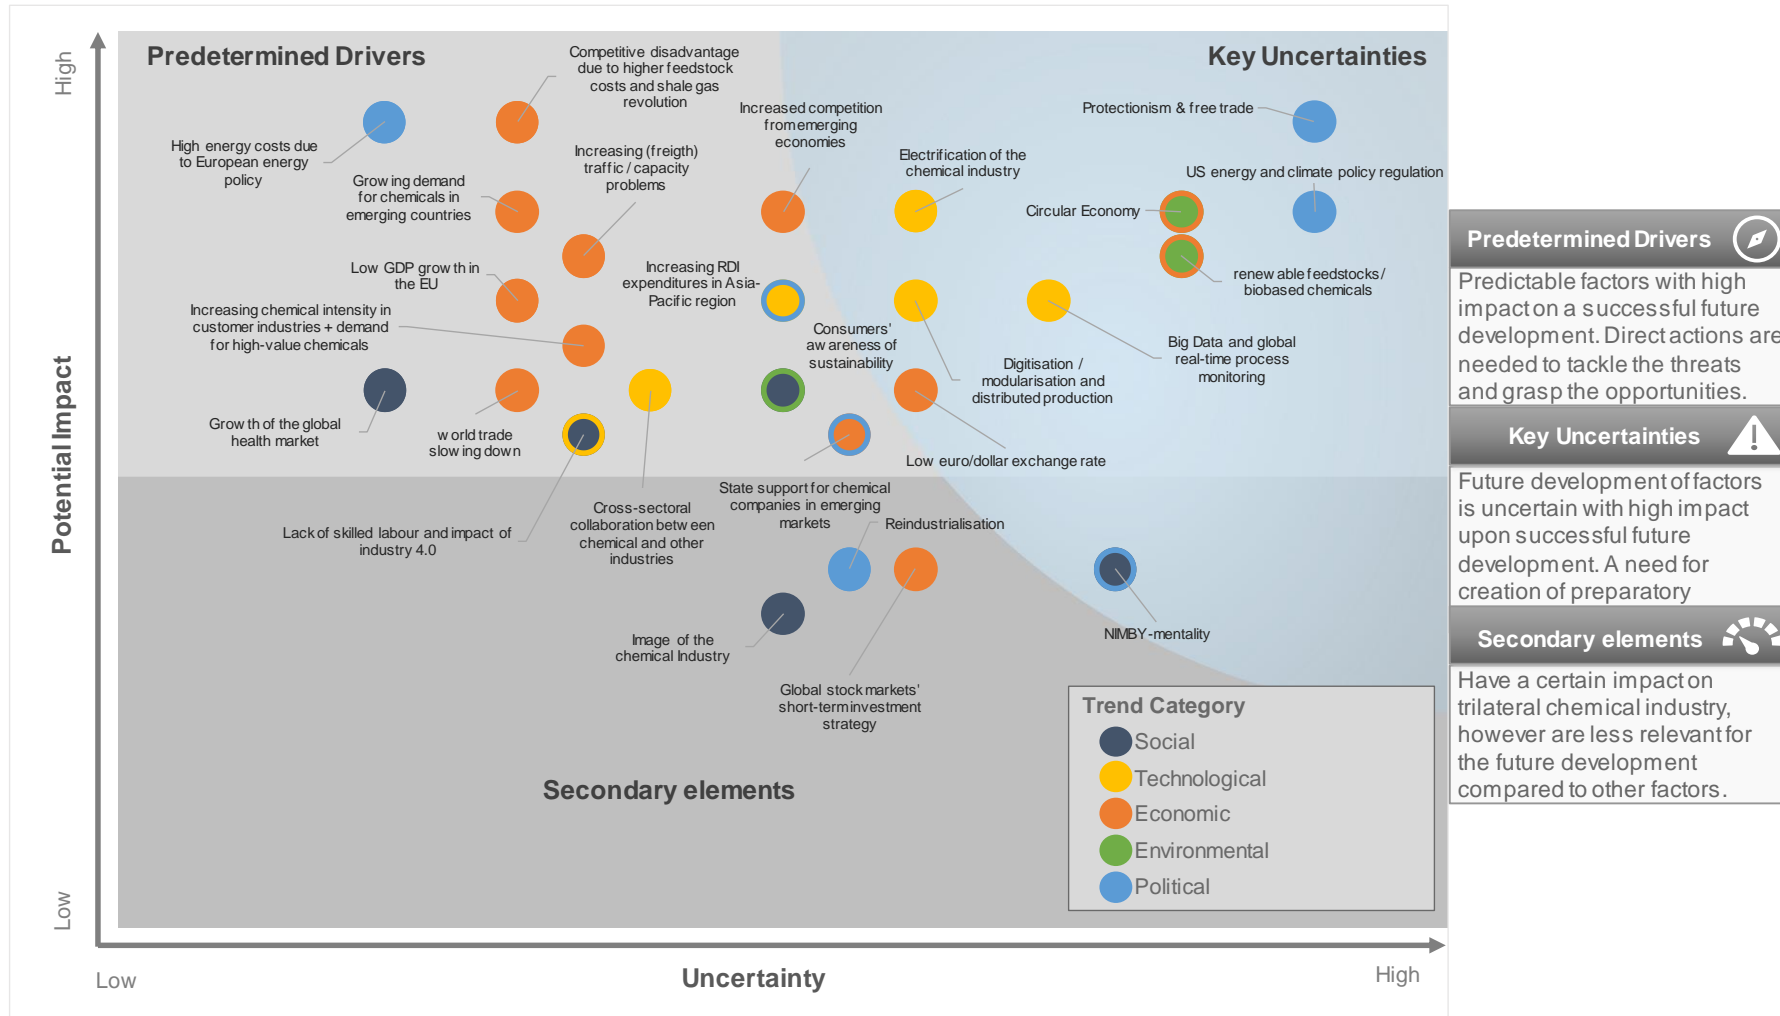 Predetermined Drivers
Key Uncertainties
High
Competitive disadvantage
due to higher feedstock
costs and shale gas
revolution
Increased competition
from emerging
economies
Protectionism & free trade
High energy costs due
to European energy
policy
Increasing (freigth)
traffic / capacity
problems
Electrification of the
chemical industry
US energy and climate policy regulation
Growing demand
for chemicals in
emerging countries
Circular Economy
Low GDP growth in
the EU
Increasing RDI
expenditures in Asia-
Pacific region
renewable feedstocks/
biobased chemicals
Increasing chemical intensity in
customer industries + demand
for high-value chemicals
Consumers'
awareness of
sustainability
Big Data and global
real-time process
monitoring
Digitisation /
modularisation and
distributed production
Growth of the global
health market
world trade
slowing down
Low euro/dollar exchange rate
State support for chemical
companies in emerging
markets
Cross-sectoral
collaboration between
chemical and other
industries
Lack of skilled labour and impact of
industry 4.0
Reindustrialisation
Image of the
chemical Industry
NIMBY-mentality
Global stock markets'
short-term investment
strategy
Secondary elements
Trend Category
Social
Technological
Economic
Environmental
Political
Potential Impact
Low
Low
Uncertainty
High
Predetermined Drivers
Predictable factors with high
impact on a successful future
development. Direct actions are
needed to tackle the threats
and grasp the opportunities.
Key Uncertainties
Future development of factors
is uncertain with high impact
upon successful future
development. A need for
creation of preparatory
Secondary elements
Have a certain impact on
trilateral chemical industry,
however are less relevant for
the future development
compared to other factors.